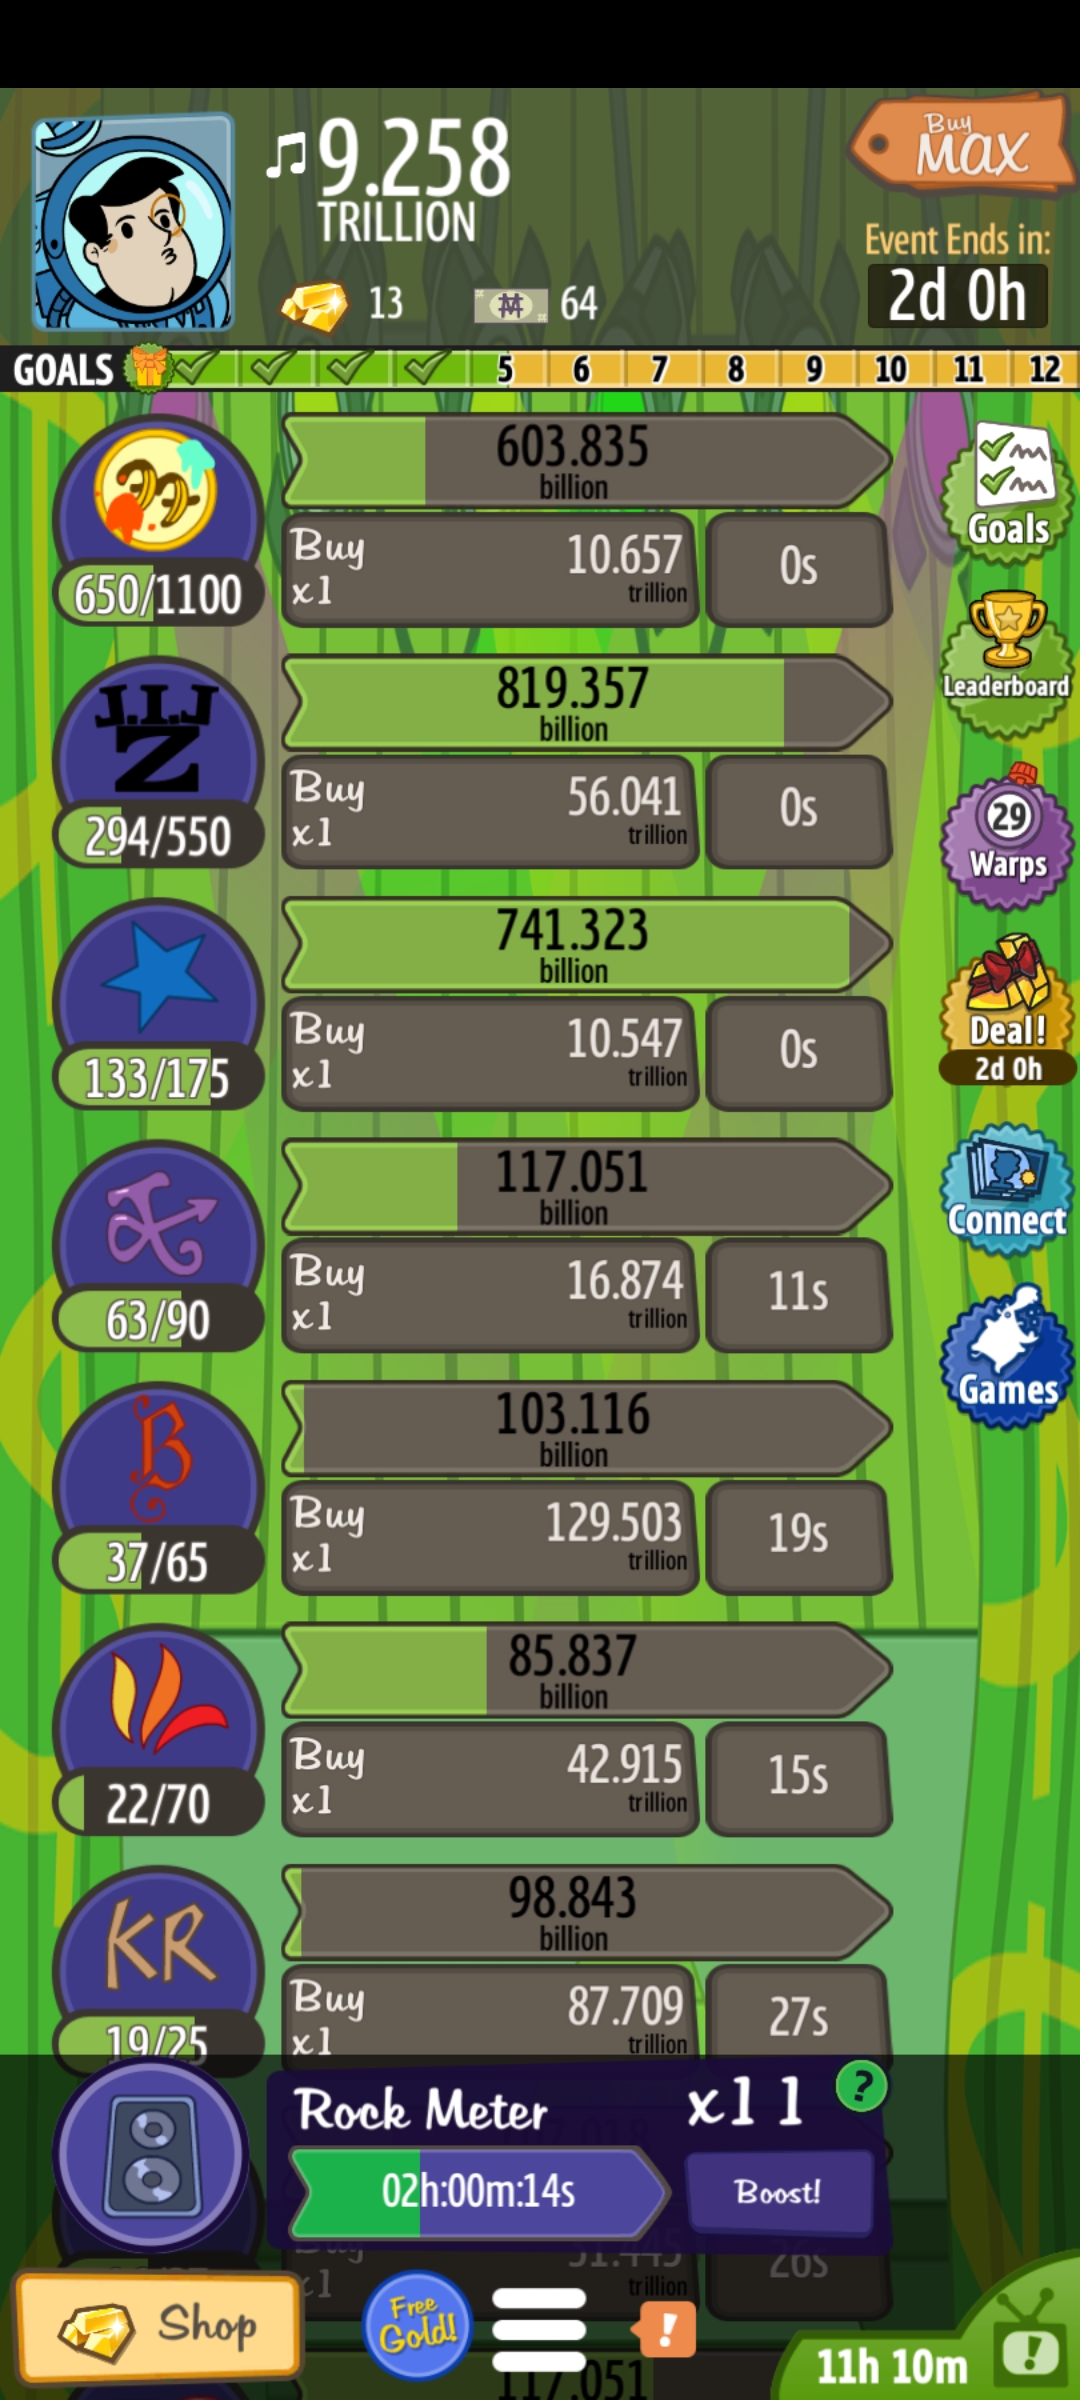 9.258
TRILLION
Buy
MAX
Event Ends in:
2d 0h
13
64
GOALS
5 6 7 8 9 10 11 12
603.835
billion
650/1100
Buy
x1
10.657
trillion
0s
Goals
819.357
billion
J.T.J
Z
294/550
Buy
x1
56.041
trillion
0s
Leaderboard
29
Warps
741.323
billion
133/175
Buy
x1
10.547
trillion
0s
Deal!
2d 0h
117.051
billion
63/90
Buy
x1
16.874
trillion
11s
Connect
103.116
billion
B
37/65
Buy
x1
129.503
trillion
19s
Games
85.837
billion
22/70
Buy
x1
42.915
trillion
15s
98.843
billion
KR
19/25
Buy
x1
87.709
trillion
27s
Rock Meter
x11
?
02h:00m:14s
Boost!
Buy
x1
51.445
trillion
26s
Shop
Free
Gold!
!
11h 10m
!
117.051